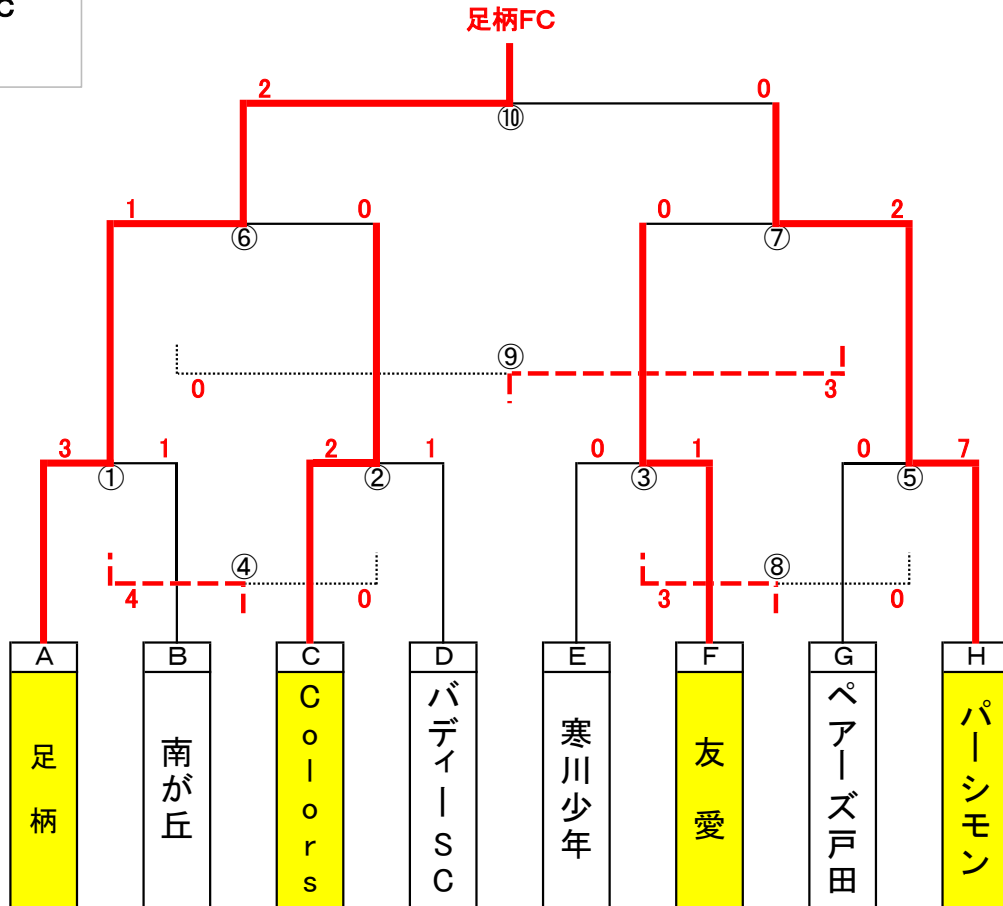 C
足柄FC
2 0
⑩
1 0 0 2
⑥ ⑦
⑨
0 3
3 1 2 1 0 1 0 7
① ② ③ ⑤
④ ⑧
4 0 3 0
A B C D E F G H
足柄
南が丘
Colors
バディーSC
寒川少年
友愛
ペアーズ戸田
パーシモン